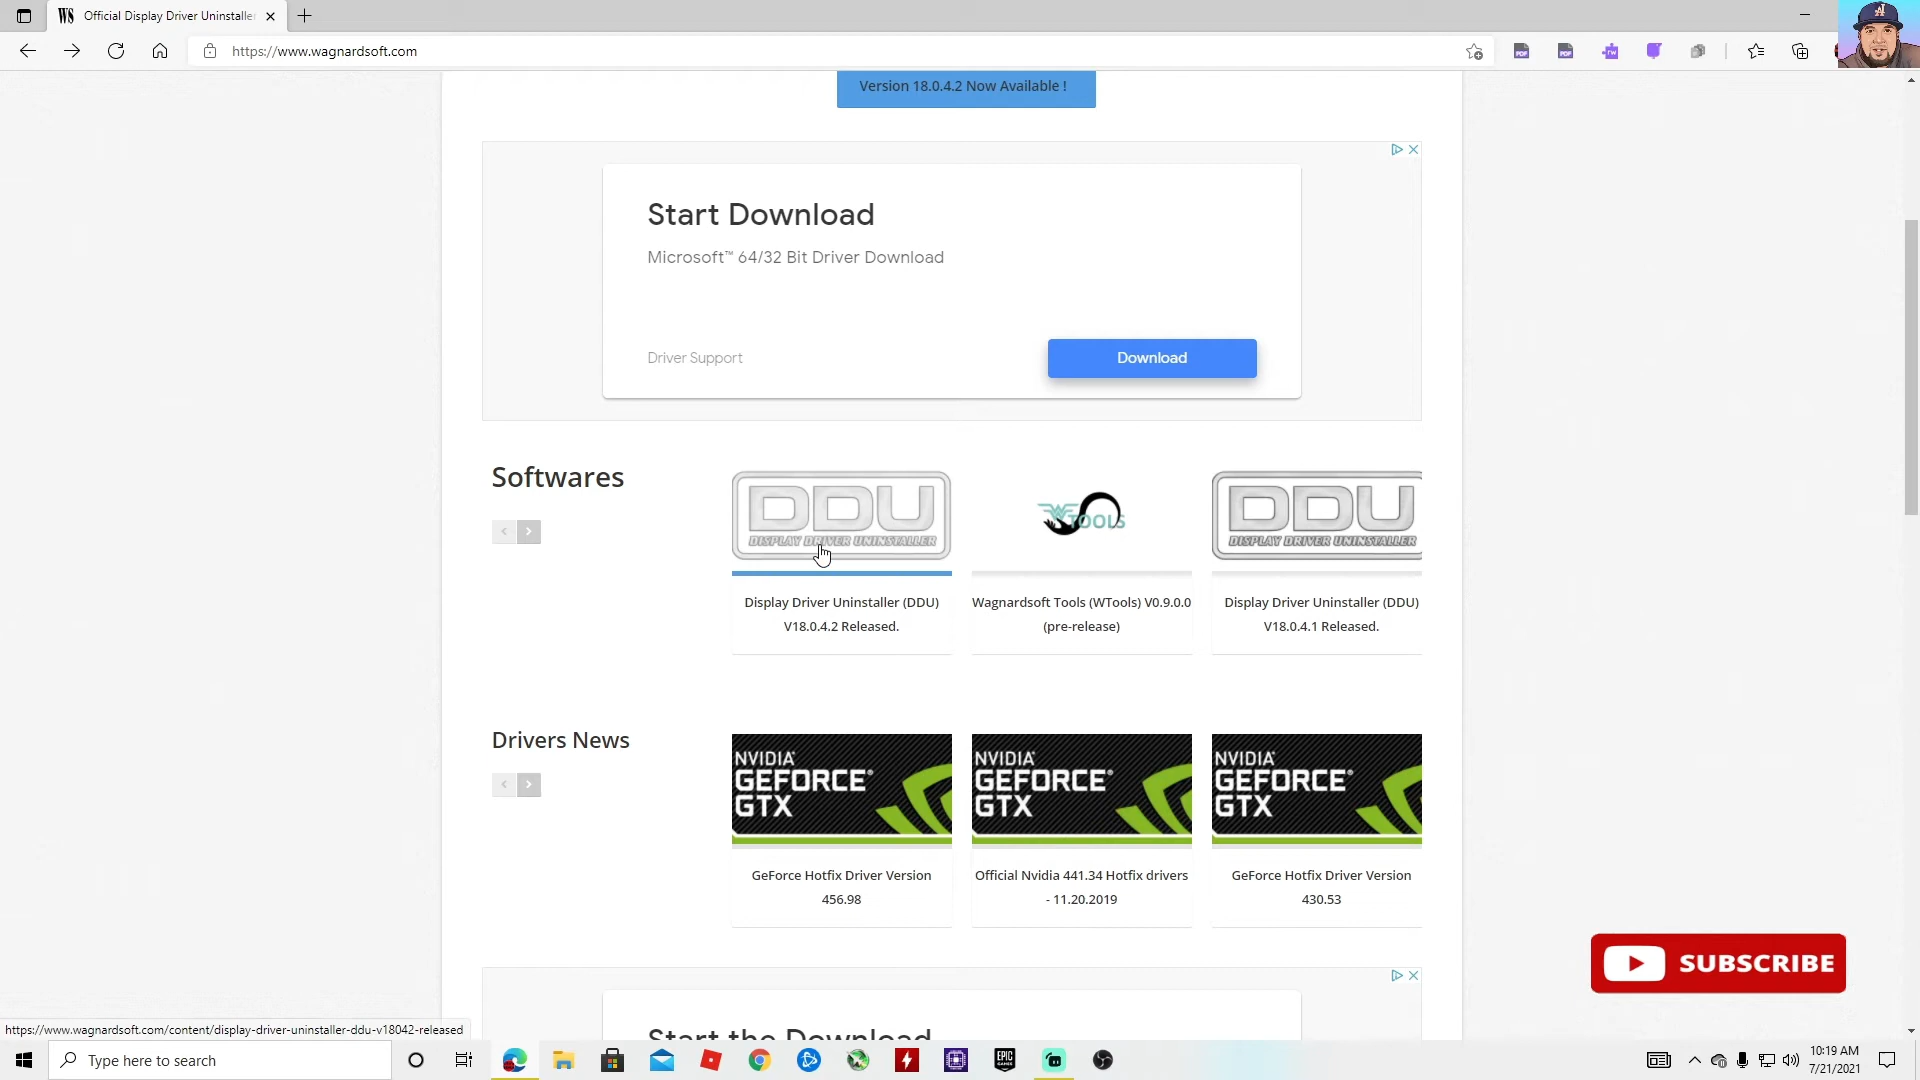 Official Display Driver Uninstaller
https://www.wagnardsoft.com
Version 18.0.4.2 Now Available !
Start Download
Microsoft™ 64/32 Bit Driver Download
Driver Support
Download
Softwares
DDU
DISPLAY DRIVER UNINSTALLER
Display Driver Uninstaller (DDU)
V18.0.4.2 Released.
WTOOLS
Wagnardsoft Tools (WTools) V0.9.0.0
(pre-release)
DDU
DISPLAY DRIVER UNINSTALLER
Display Driver Uninstaller (DDU)
V18.0.4.1 Released.
Drivers News
NVIDIA
GEFORCE®
GTX
GeForce Hotfix Driver Version
456.98
NVIDIA
GEFORCE®
GTX
Official Nvidia 441.34 Hotfix drivers
- 11.20.2019
NVIDIA
GEFORCE®
GTX
GeForce Hotfix Driver Version
430.53
SUBSCRIBE
Start the Download
https://www.wagnardsoft.com/content/display-driver-uninstaller-ddu-v18042-released
Type here to search
10:19 AM
7/21/2021